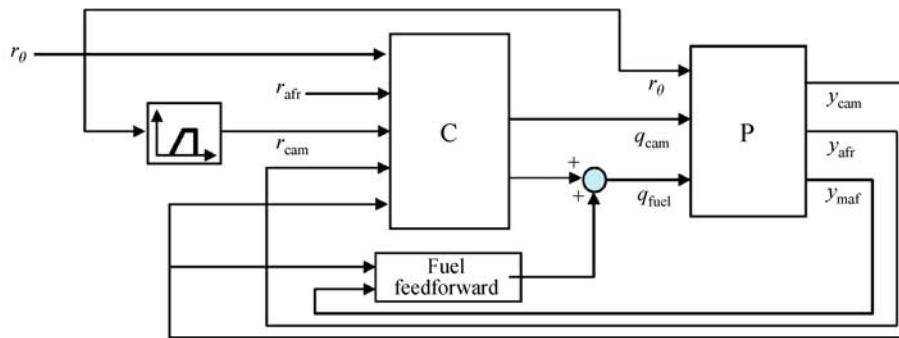 r_θ
r_afr
r_cam
C
+
+
Fuel
feedforward
r_θ
q_cam
q_fuel
P
y_cam
y_afr
y_maf